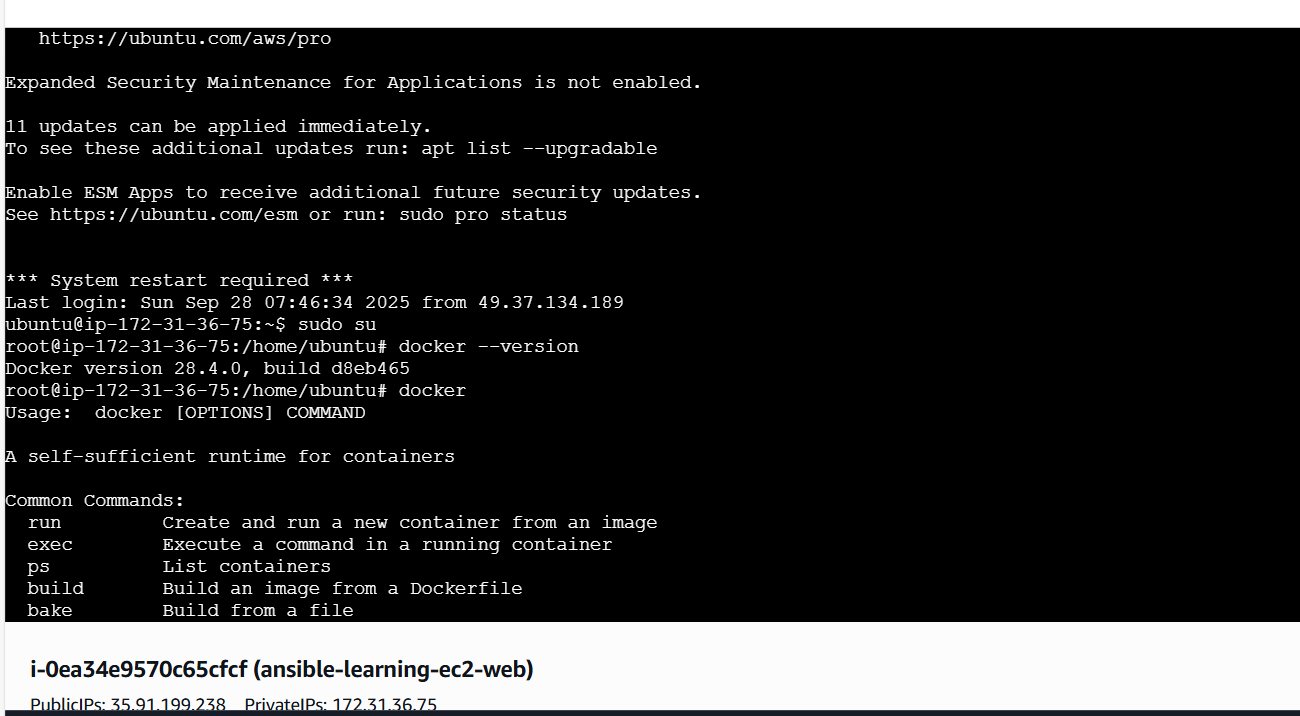 https://ubuntu.com/aws/pro
Expanded Security Maintenance for Applications is not enabled.
11 updates can be applied immediately.
To see these additional updates run: apt list --upgradable
Enable ESM Apps to receive additional future security updates.
See https://ubuntu.com/esm or run: sudo pro status
*** System restart required ***
Last login: Sun Sep 28 07:46:34 2025 from 49.37.134.189
ubuntu@ip-172-31-36-75:~$ sudo su
root@ip-172-31-36-75:/home/ubuntu# docker --version
Docker version 28.4.0, build d8eb465
root@ip-172-31-36-75:/home/ubuntu# docker
Usage:  docker [OPTIONS] COMMAND
A self-sufficient runtime for containers
Common Commands:
run         Create and run a new container from an image
exec        Execute a command in a running container
ps          List containers
build       Build an image from a Dockerfile
bake        Build from a file
i-0ea34e9570c65cfcf (ansible-learning-ec2-web)
PublicIPs: 35.91.199.238    PrivateIPs: 172.31.36.75